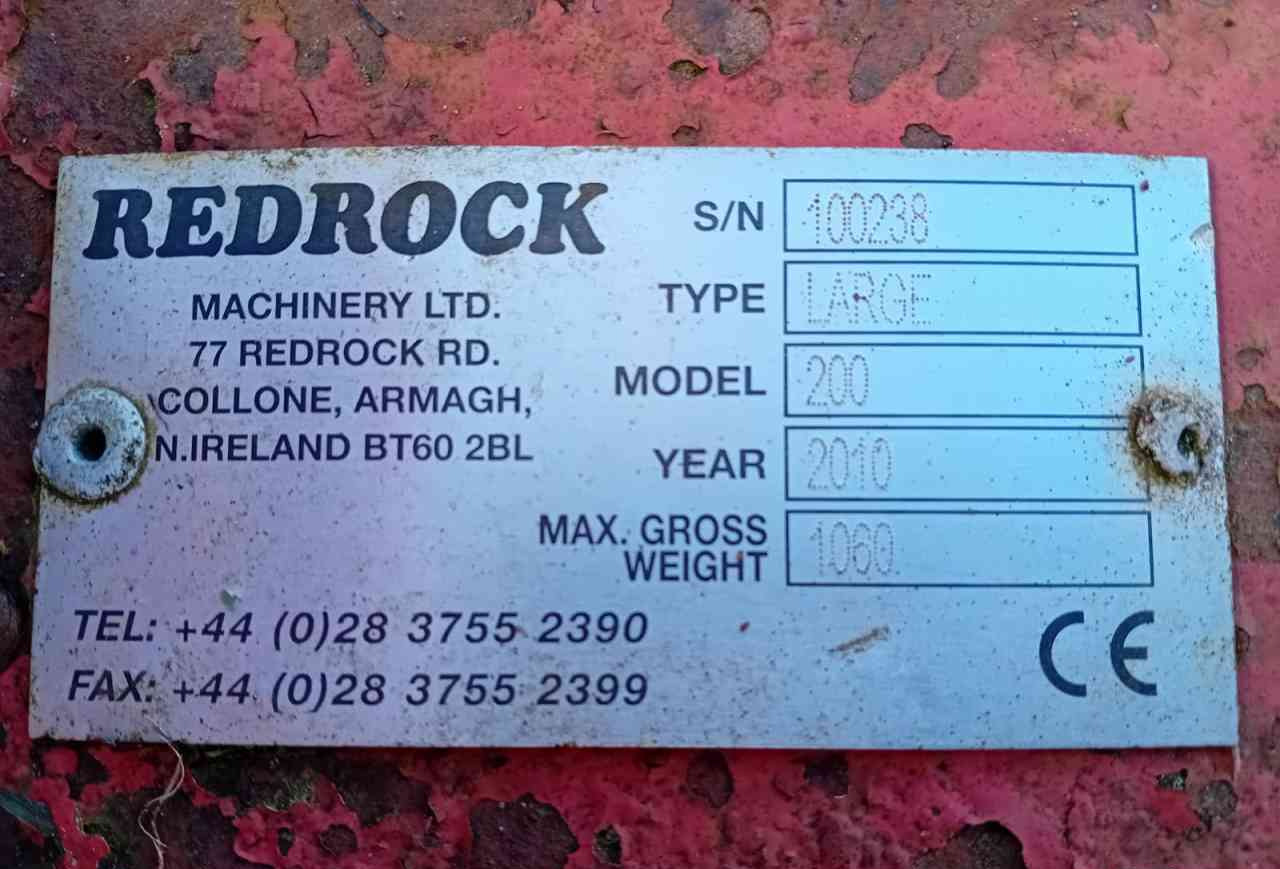 REDROCK
MACHINERY LTD.
77 REDROCK RD.
COLLONE, ARMAGH,
N.IRELAND BT60 2BL
S/N 100238
TYPE LARGE
MODEL 200
YEAR 2010
MAX. GROSS
WEIGHT 1060
TEL: +44 (0)28 3755 2390
FAX: +44 (0)28 3755 2399
CE